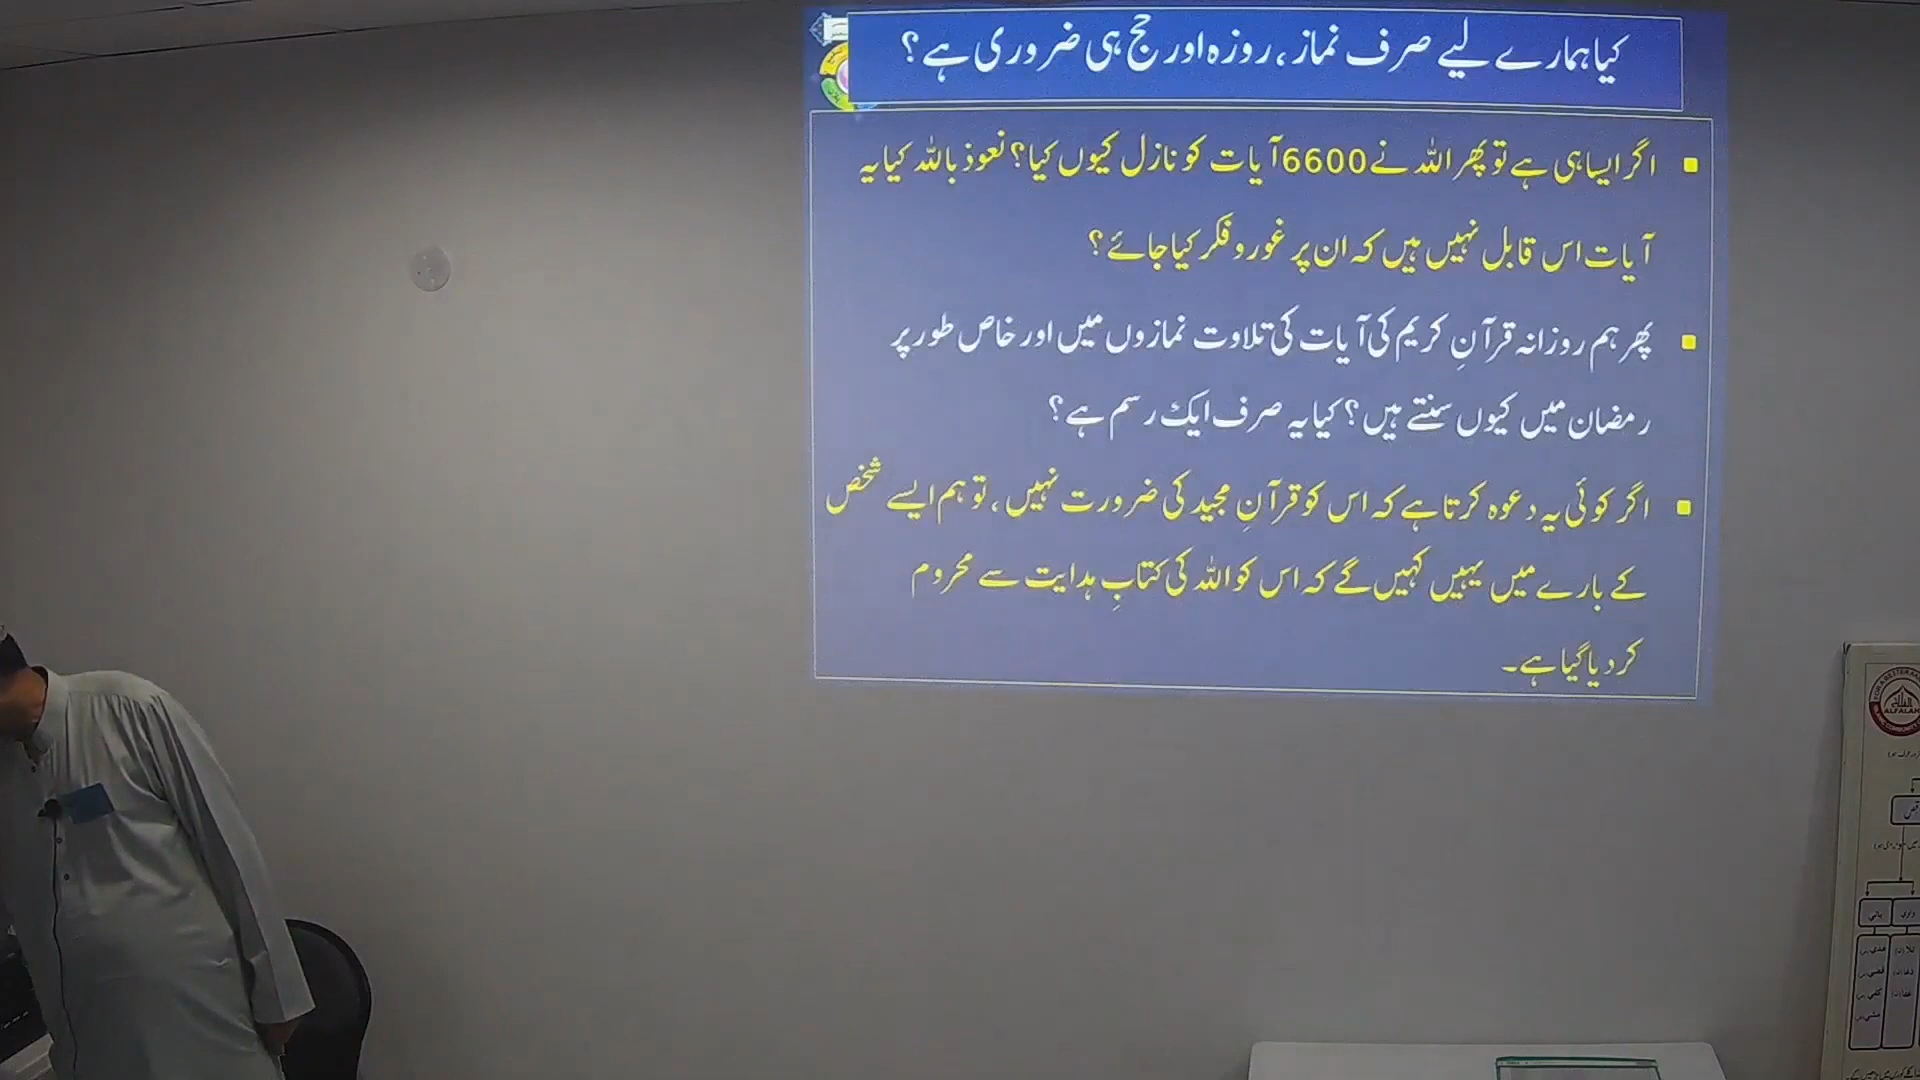 کیا ہمارے لیے صرف نماز، روزہ اور حج ہی ضروری ہے؟
اگر ایسا ہی ہے تو پھر اللہ نے 6600 آیات کو نازل کیوں کیا؟ نعوذ باللہ کیا یہ
آیات اس قابل نہیں ہیں کہ ان پر غور و فکر کیا جائے؟
پھر ہم روزانہ قرآنِ کریم کی آیات کی تلاوت نمازوں میں اور خاص طور پر
رمضان میں کیوں سنتے ہیں؟ کیا یہ صرف ایک رسم ہے؟
اگر کوئی یہ دعوہ کرتا ہے کہ اس کو قرآنِ مجید کی ضرورت نہیں، تو ہم ایسے شخص
کے بارے میں یہیں کہیں گے کہ اس کو اللہ کی کتابِ ہدایت سے محروم
کر دیا گیا ہے۔
ALFALAH